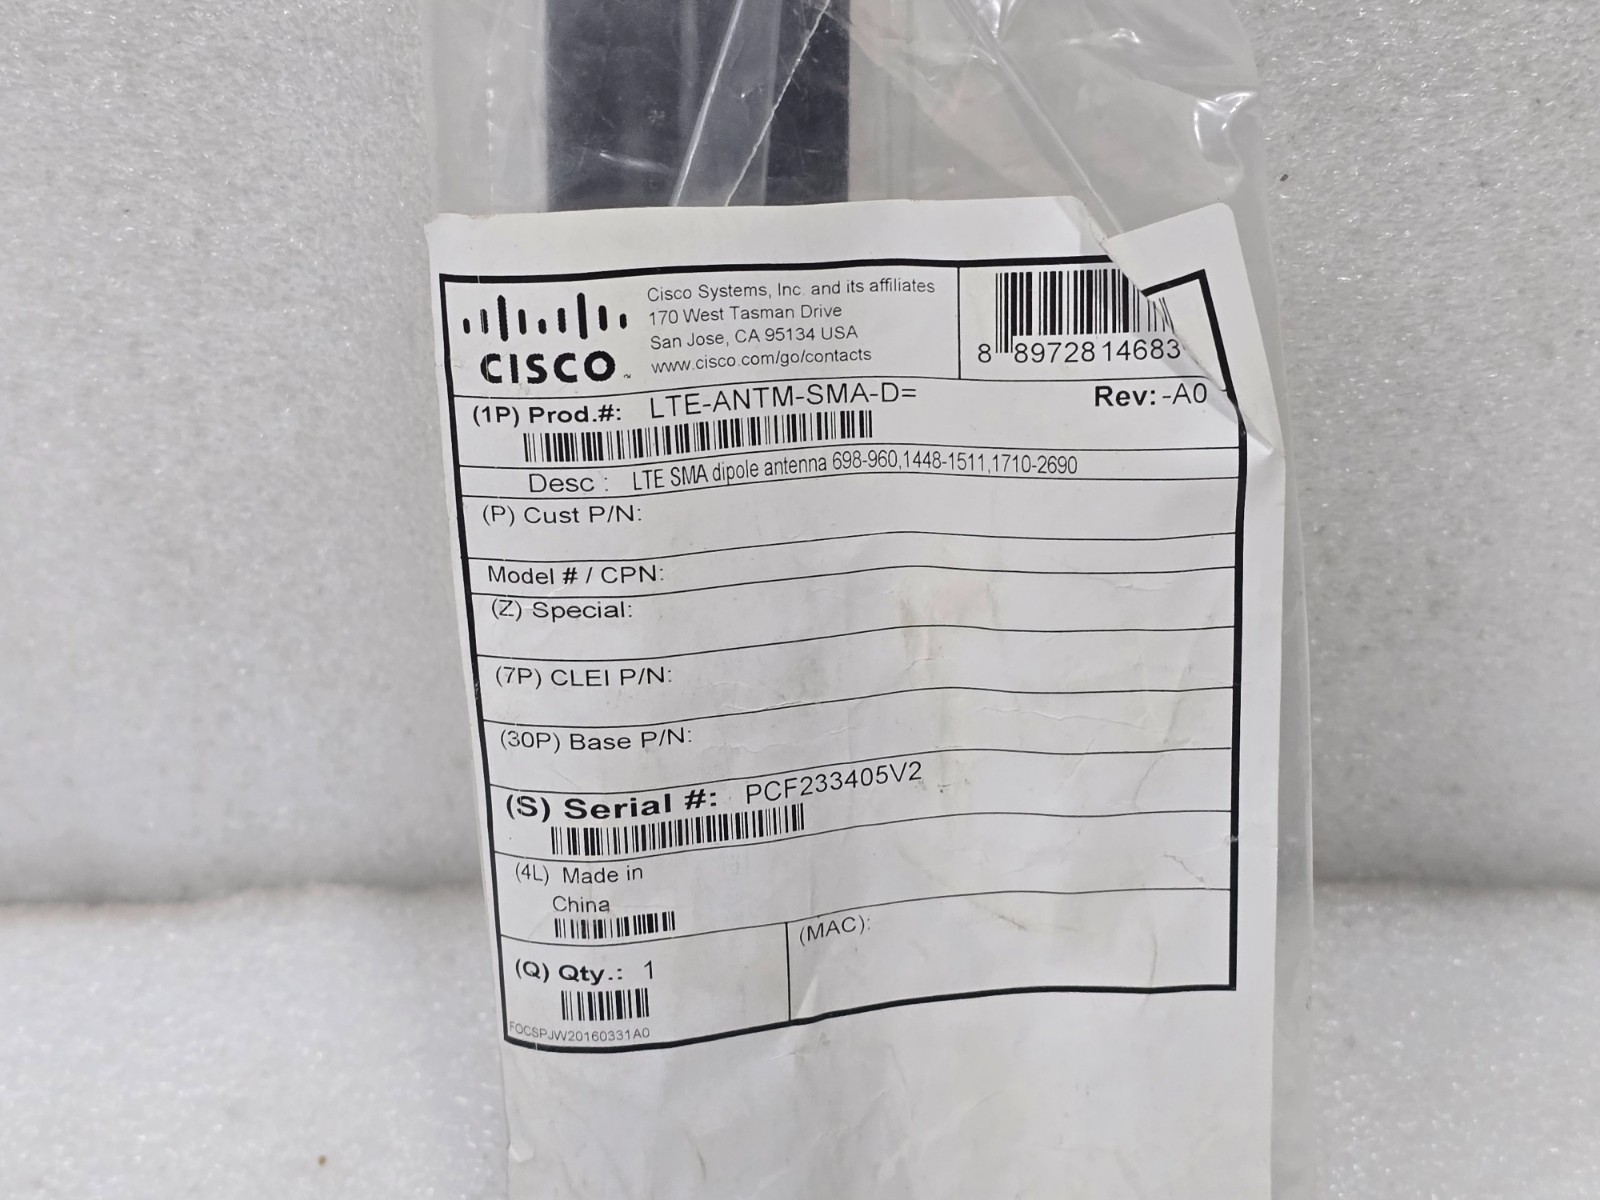 CISCO
Cisco Systems, Inc. and its affiliates
170 West Tasman Drive
San Jose, CA 95134 USA
www.cisco.com/go/contacts
8 89728 14683
(1P) Prod.#: LTE-ANTM-SMA-D=
Rev: -A0
Desc : LTE SMA dipole antenna 698-960,1448-1511,1710-2690
(P) Cust P/N:
Model # / CPN:
(Z) Special:
(7P) CLEI P/N:
(30P) Base P/N:
(S) Serial #: PCF233405V2
(4L) Made in
China
(Q) Qty.: 1
(MAC):
FOCSPJW20160331A0